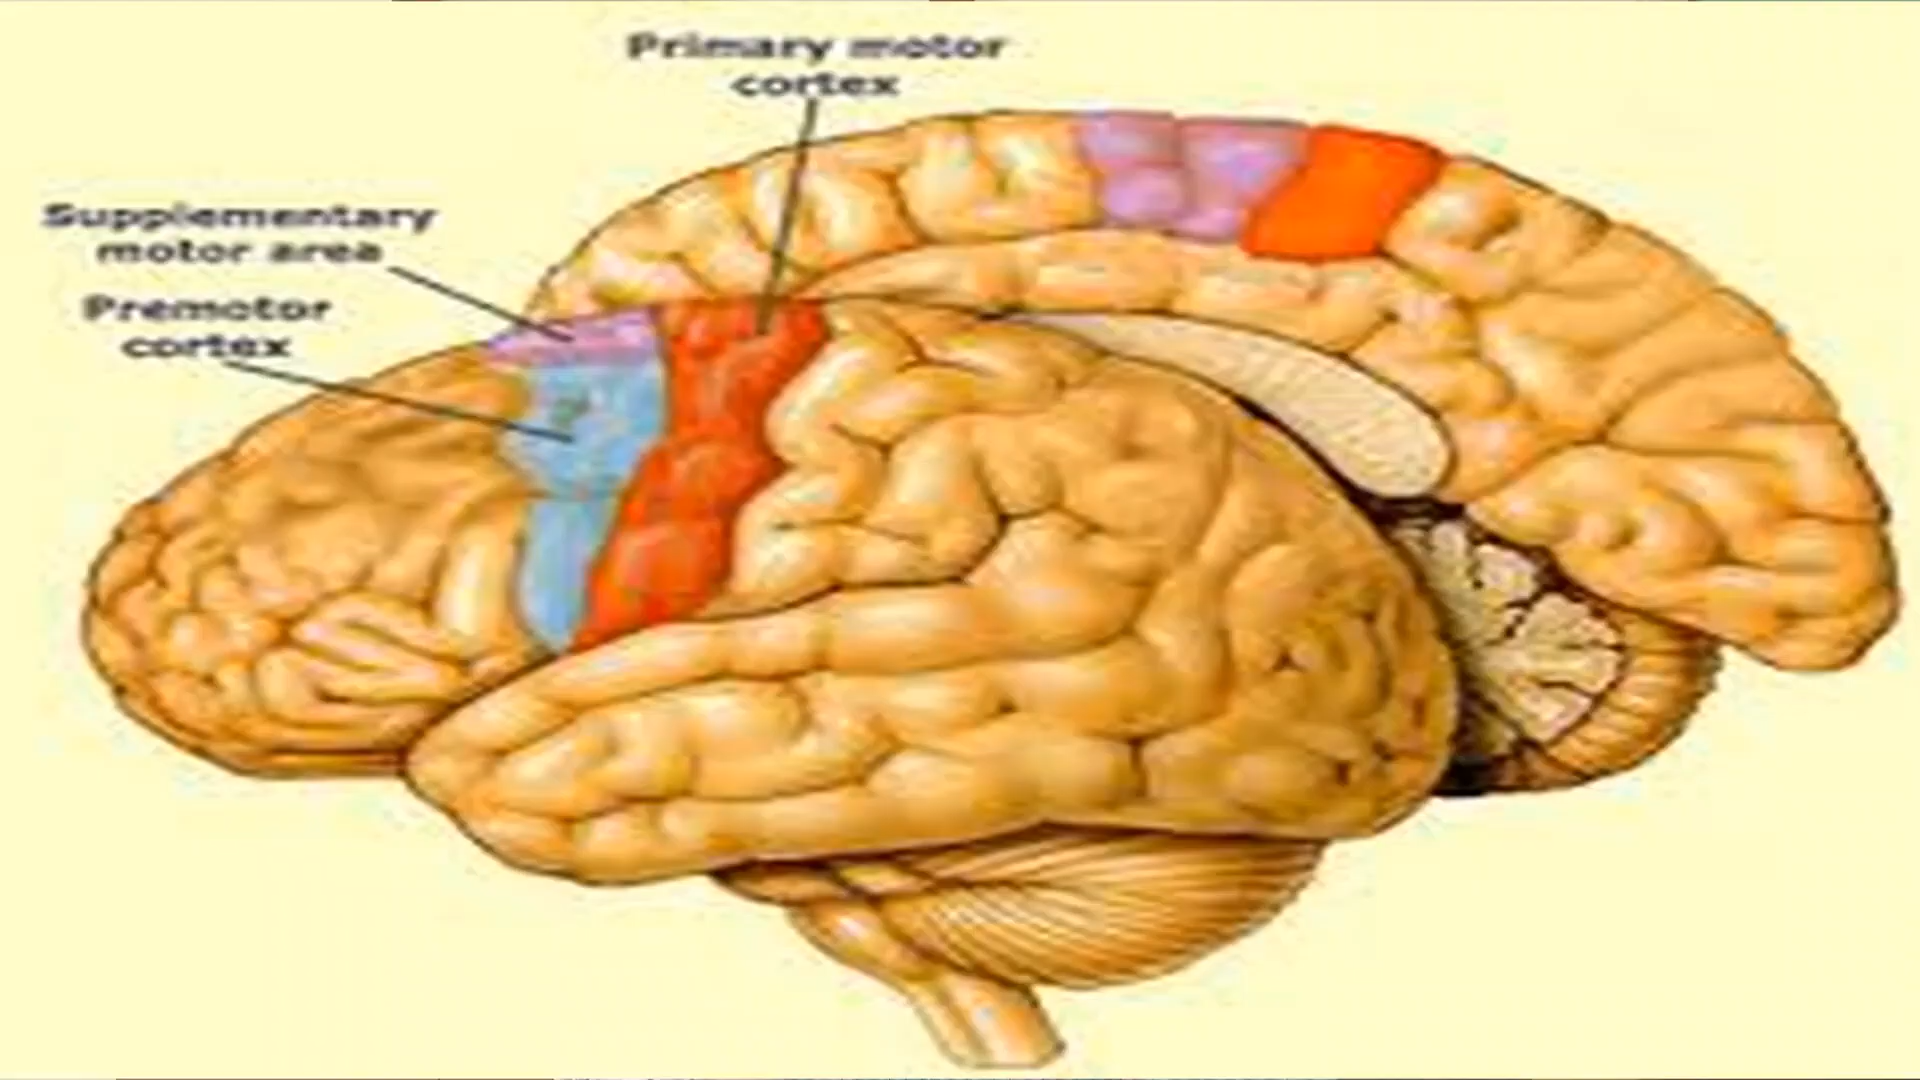 Primary motor
cortex
Supplementary
motor area
Premotor
cortex